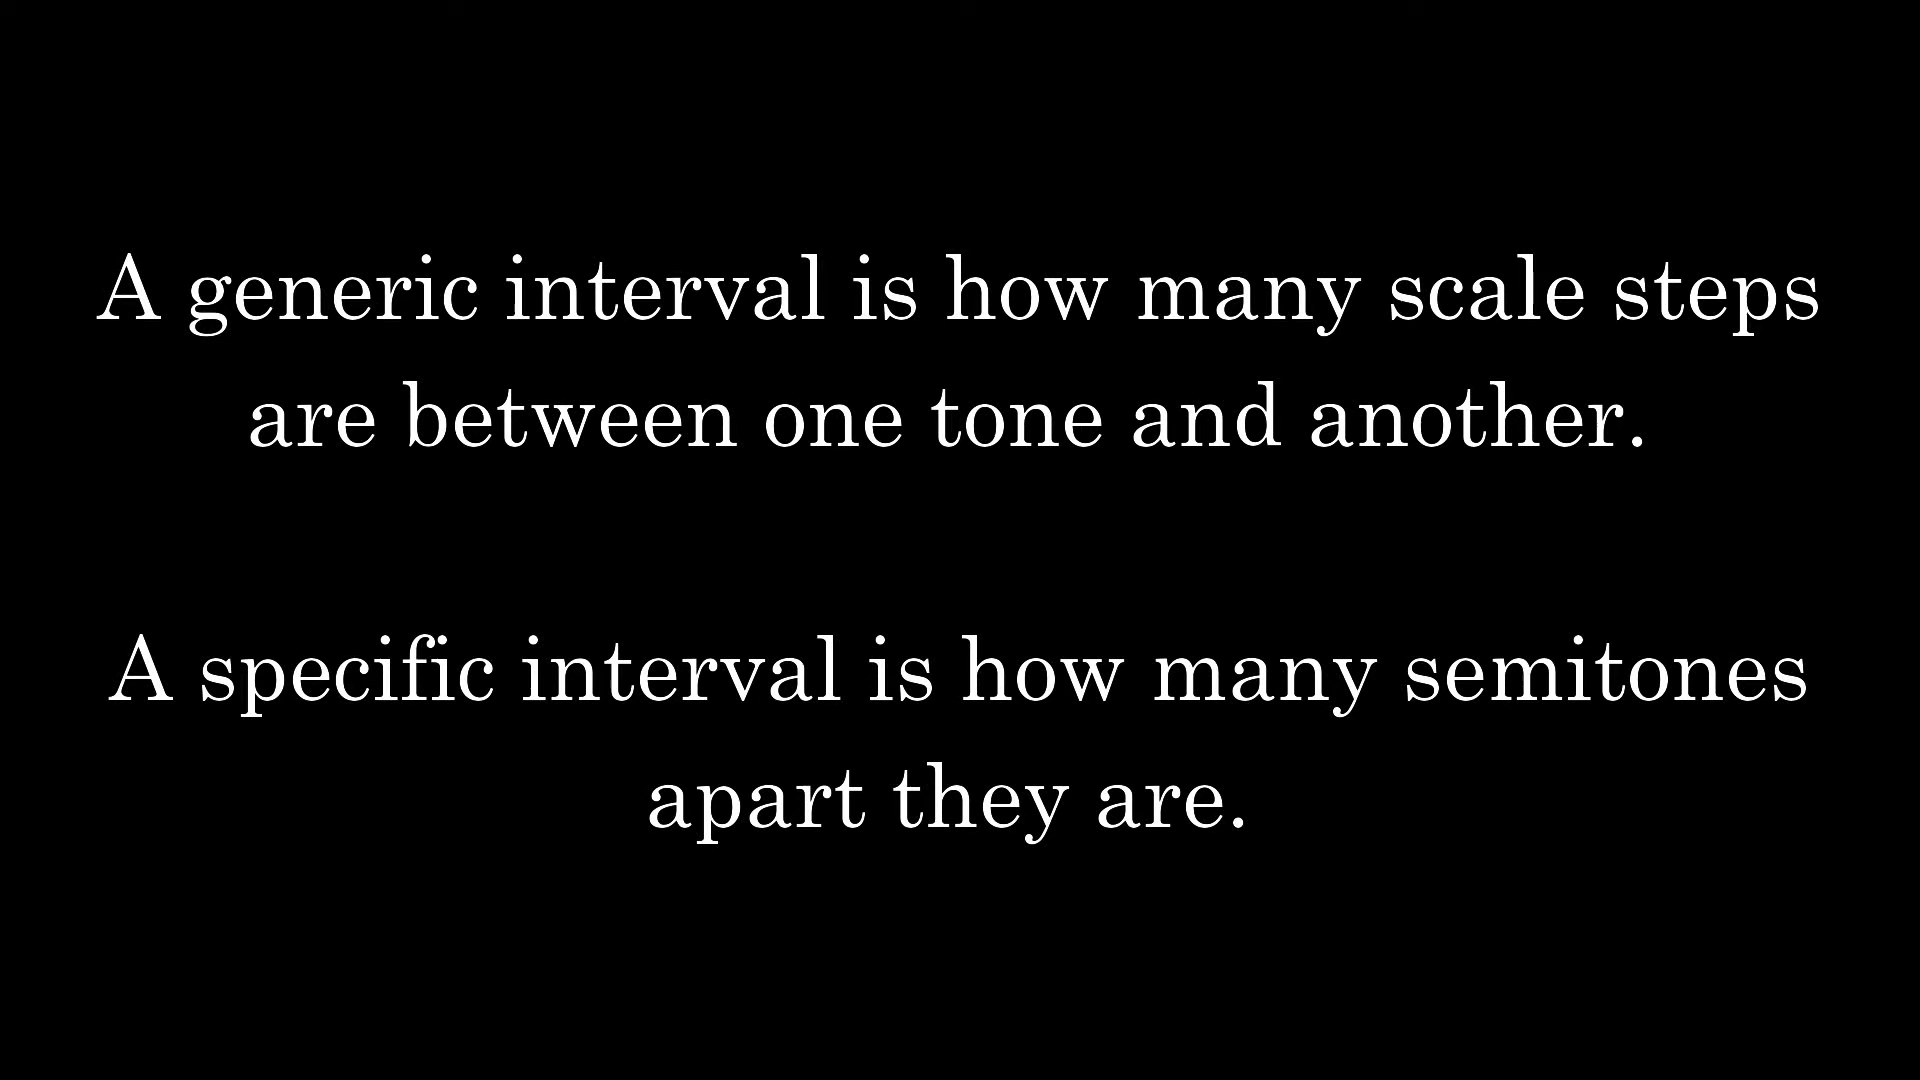 A generic interval is how many scale steps
are between one tone and another.
A specific interval is how many semitones
apart they are.